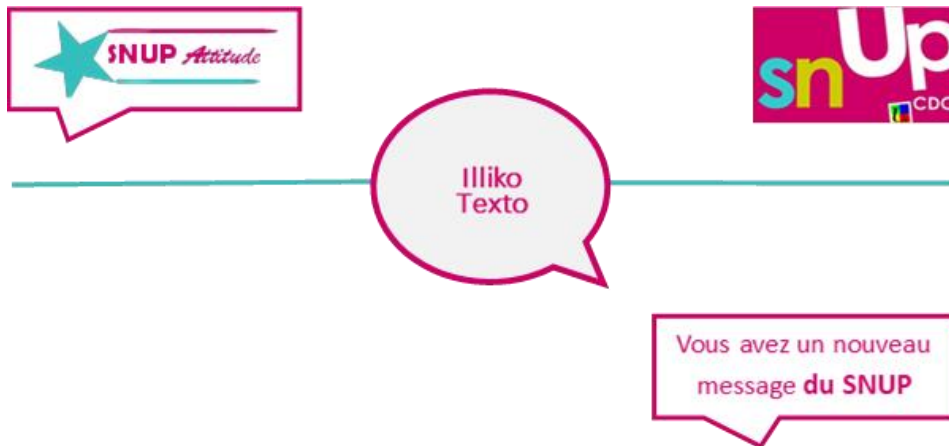 SNUP Attitude
snUp
CDC
Illiko
Texto
Vous avez un nouveau
message du SNUP